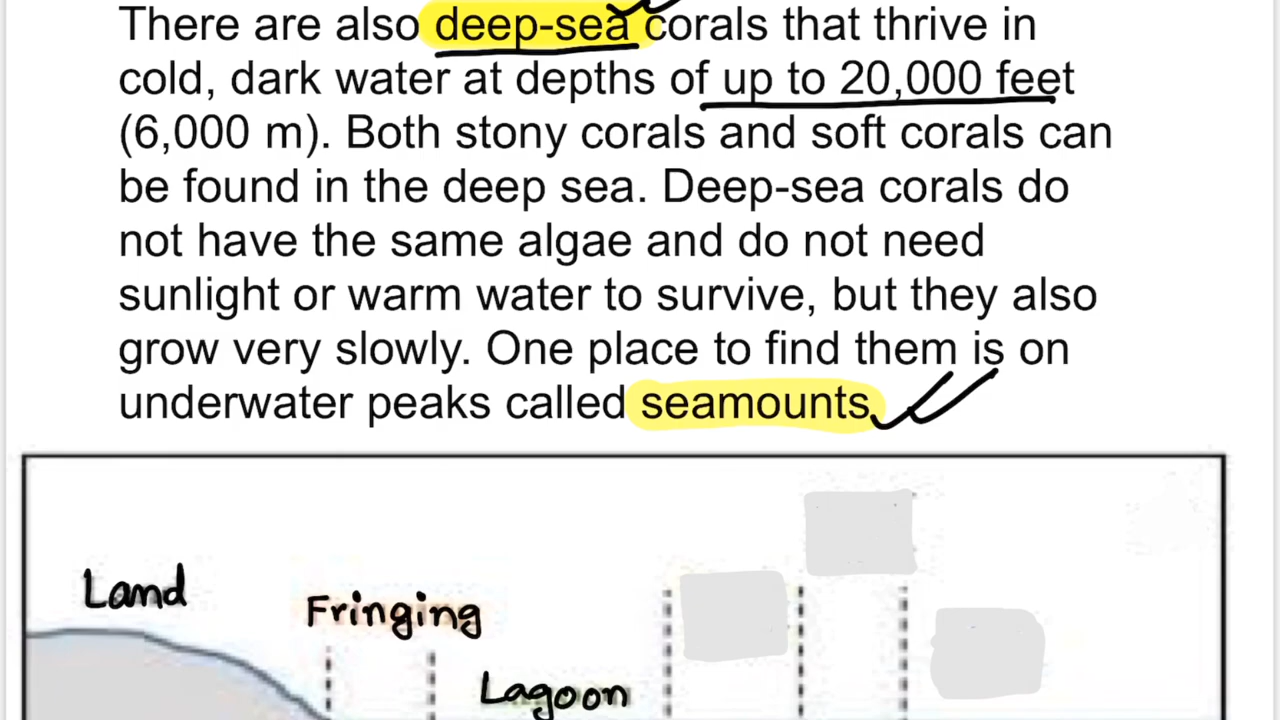 There are also deep-sea corals that thrive in
cold, dark water at depths of up to 20,000 feet
(6,000 m). Both stony corals and soft corals can
be found in the deep sea. Deep-sea corals do
not have the same algae and do not need
sunlight or warm water to survive, but they also
grow very slowly. One place to find them is on
underwater peaks called seamounts.
Land
Fringing
Lagoon